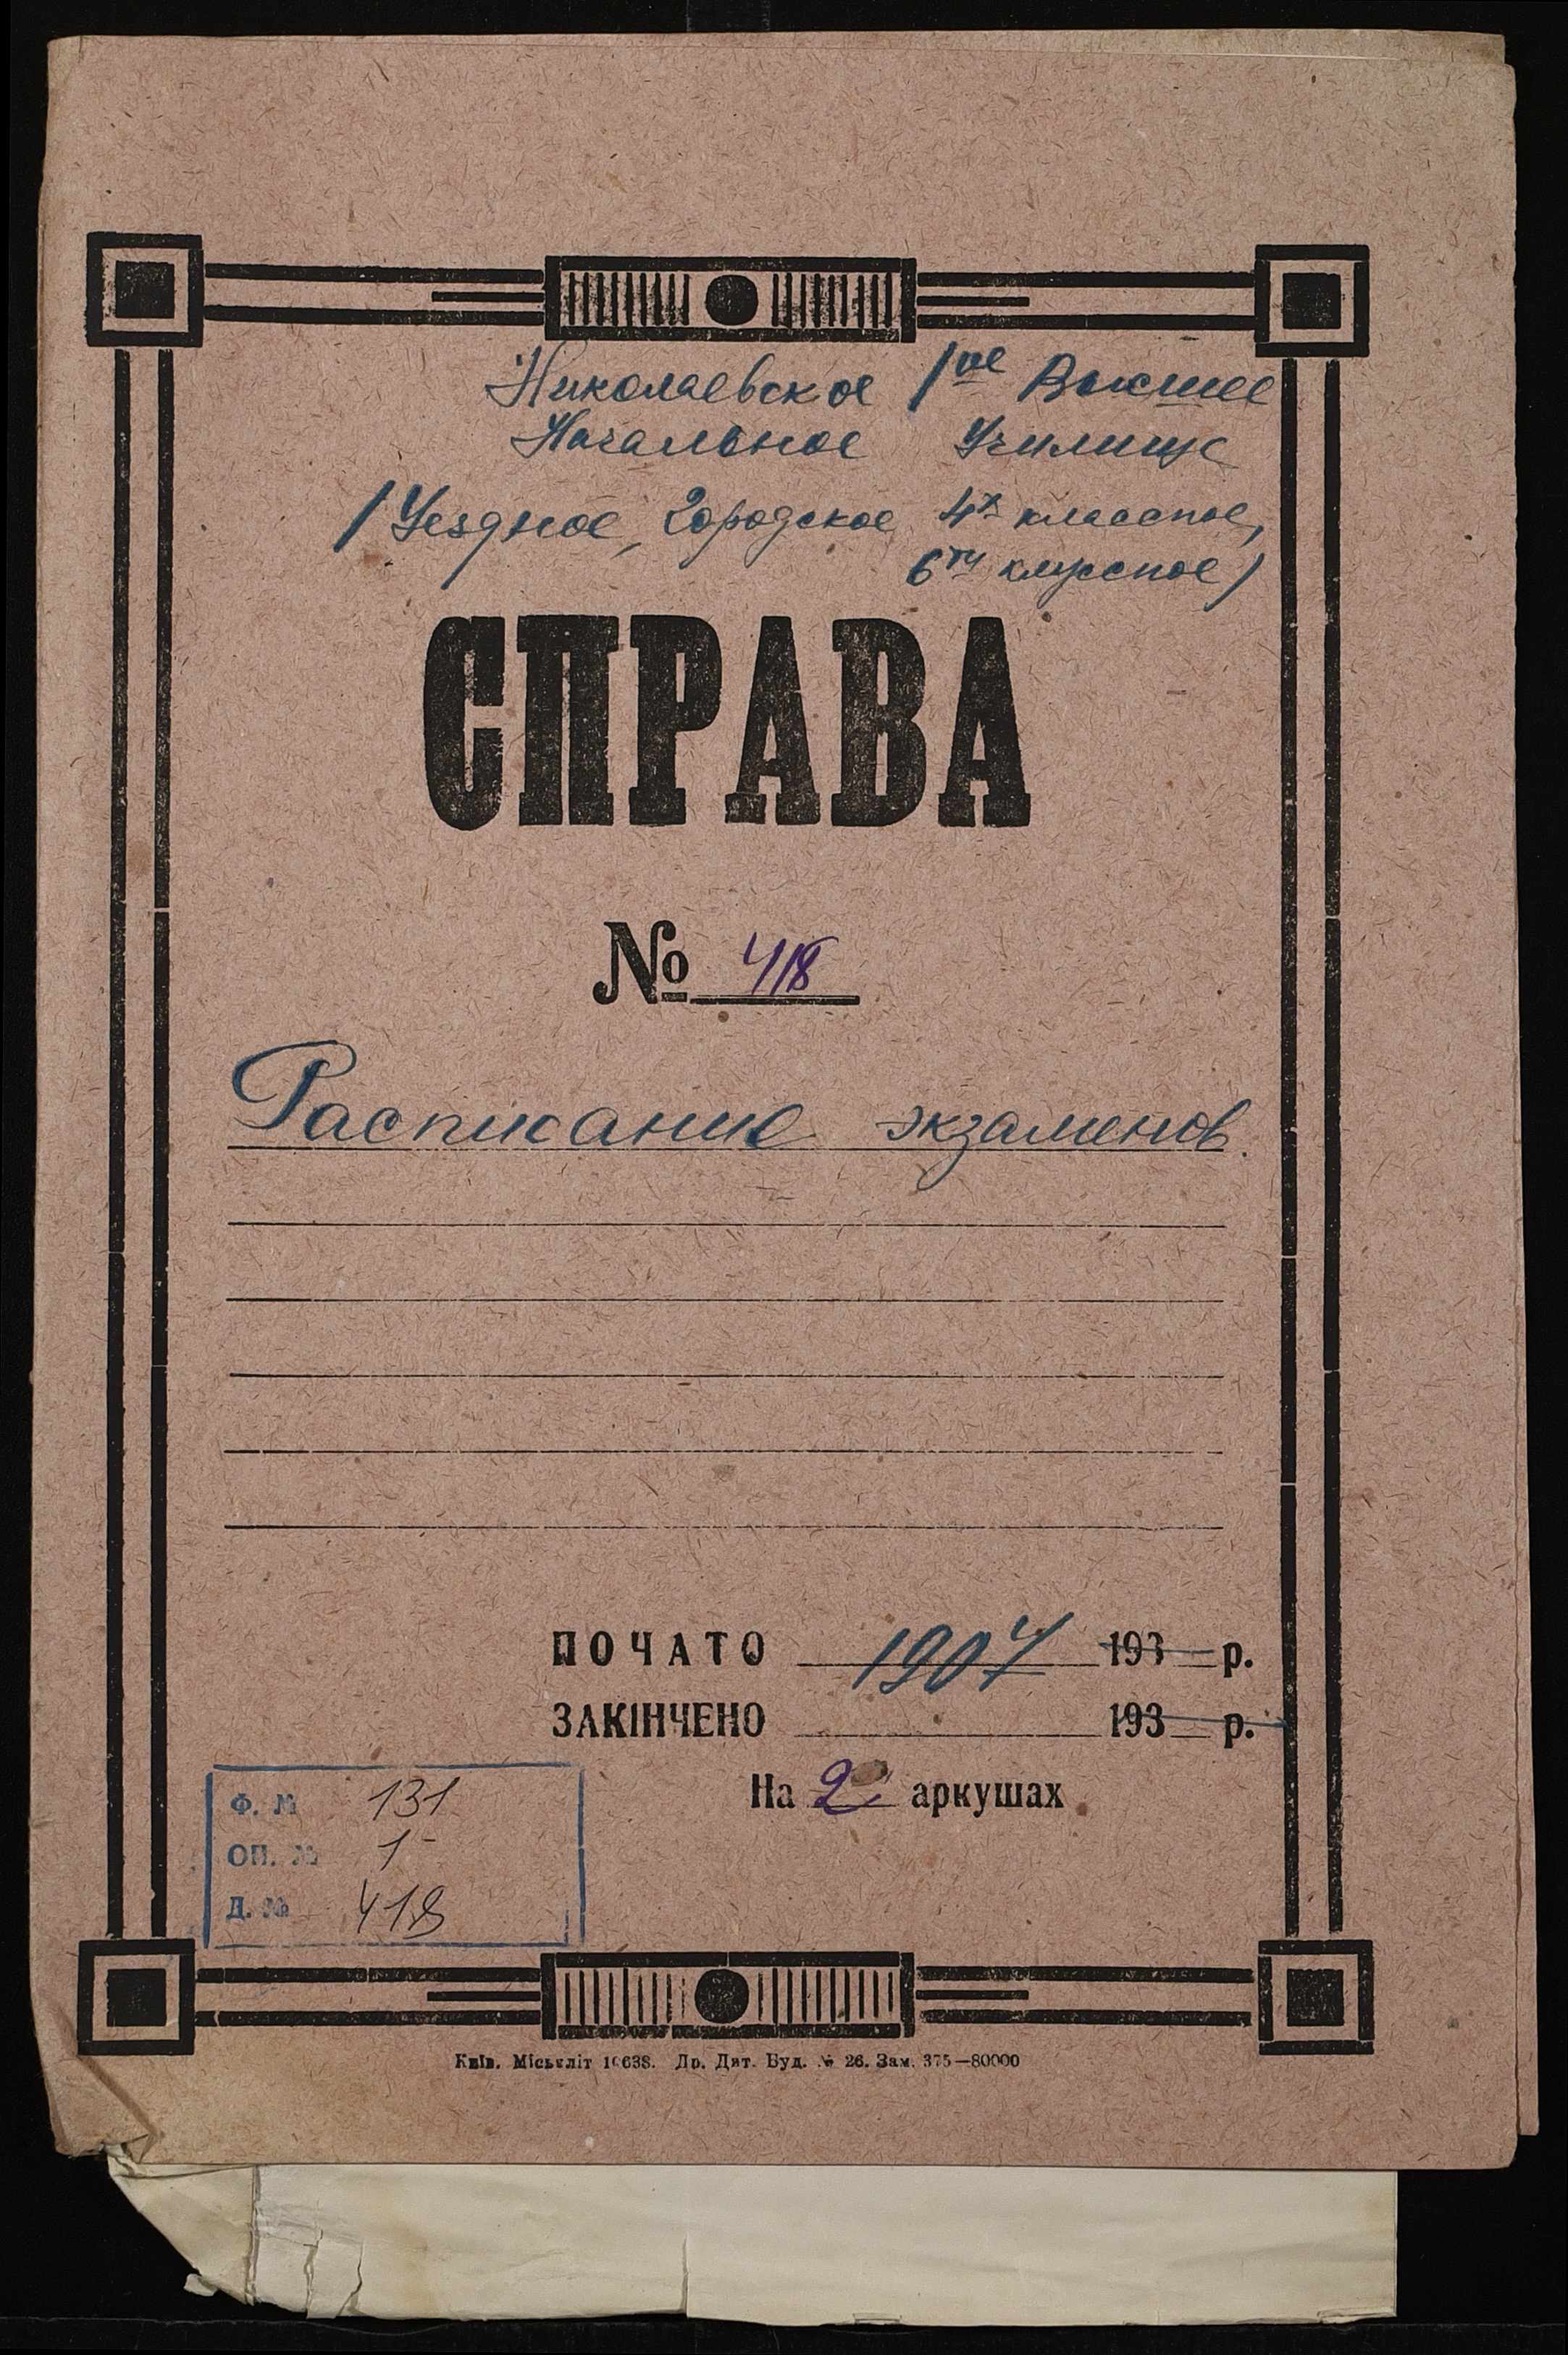 Николаевское 1ое Высшее
Начальное Училище
/Уездное, Городское 4х классное,
6ти классное/
СПРАВА
№ 418
Расписание экзаменов.
ПОЧАТО 1907 193 р.
ЗАКІНЧЕНО 193 р.
На 2 аркушах
Ф. № 131
ОП. № 1
Д. № 418
Київ. Міськліт 10638. Др. Дит. Буд. № 26. Зам. 375—80000